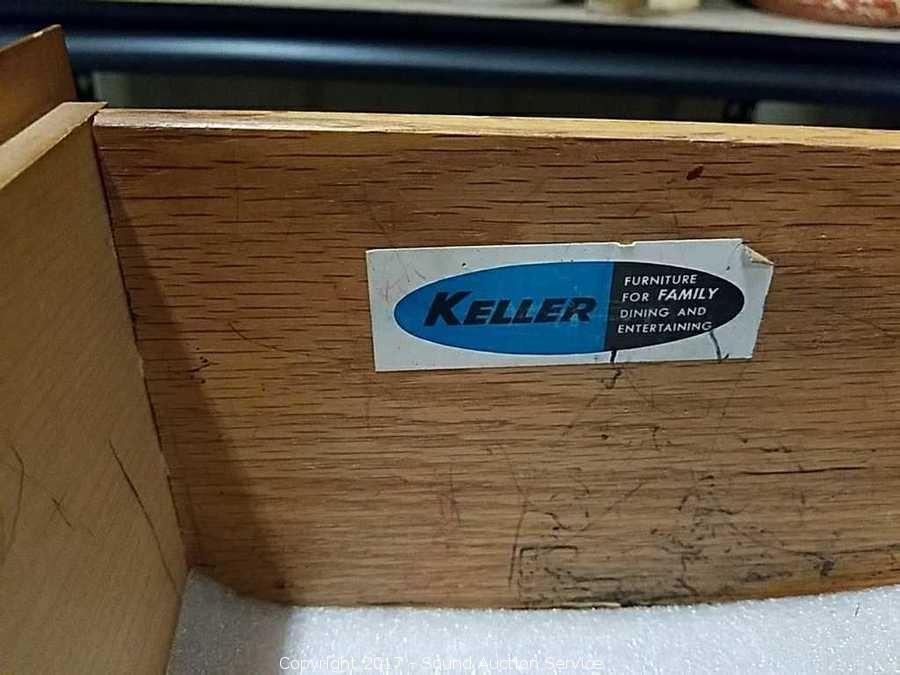 KELLER
FURNITURE
FOR FAMILY
DINING AND
ENTERTAINING
Copyright 2017 - Sound Auction Service